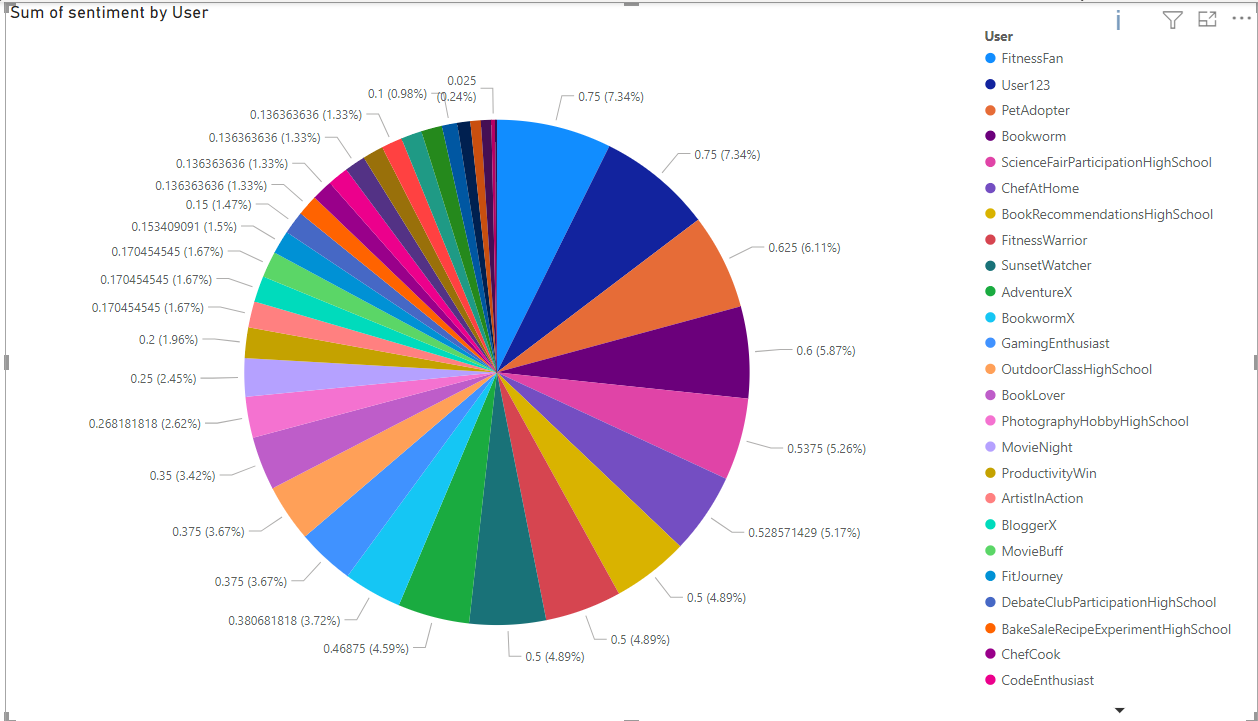 Sum of sentiment by User
0.75 (7.34%)
0.75 (7.34%)
0.625 (6.11%)
0.6 (5.87%)
0.5375 (5.26%)
0.528571429 (5.17%)
0.5 (4.89%)
0.5 (4.89%)
0.5 (4.89%)
0.46875 (4.59%)
0.380681818 (3.72%)
0.375 (3.67%)
0.375 (3.67%)
0.35 (3.42%)
0.268181818 (2.62%)
0.25 (2.45%)
0.2 (1.96%)
0.170454545 (1.67%)
0.170454545 (1.67%)
0.170454545 (1.67%)
0.153409091 (1.5%)
0.15 (1.47%)
0.136363636 (1.33%)
0.136363636 (1.33%)
0.136363636 (1.33%)
0.136363636 (1.33%)
0.1 (0.98%)
0.025
(0.24%)
User
FitnessFan
User123
PetAdopter
Bookworm
ScienceFairParticipationHighSchool
ChefAtHome
BookRecommendationsHighSchool
FitnessWarrior
SunsetWatcher
AdventureX
BookwormX
GamingEnthusiast
OutdoorClassHighSchool
BookLover
PhotographyHobbyHighSchool
MovieNight
ProductivityWin
ArtistInAction
BloggerX
MovieBuff
FitJourney
DebateClubParticipationHighSchool
BakeSaleRecipeExperimentHighSchool
ChefCook
CodeEnthusiast